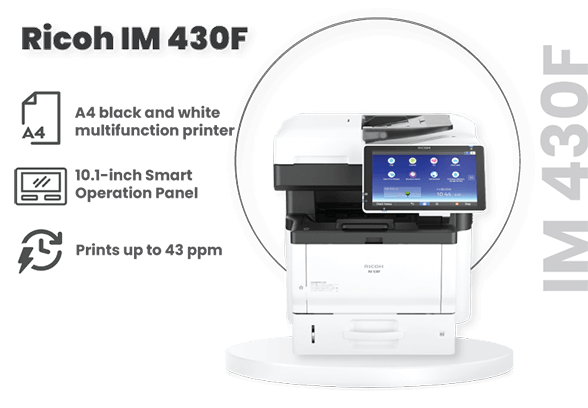 Ricoh IM 430F
A4
A4 black and white
multifunction printer
10.1-inch Smart
Operation Panel
Prints up to 43 ppm
RICOH
RICOH
IM 430F